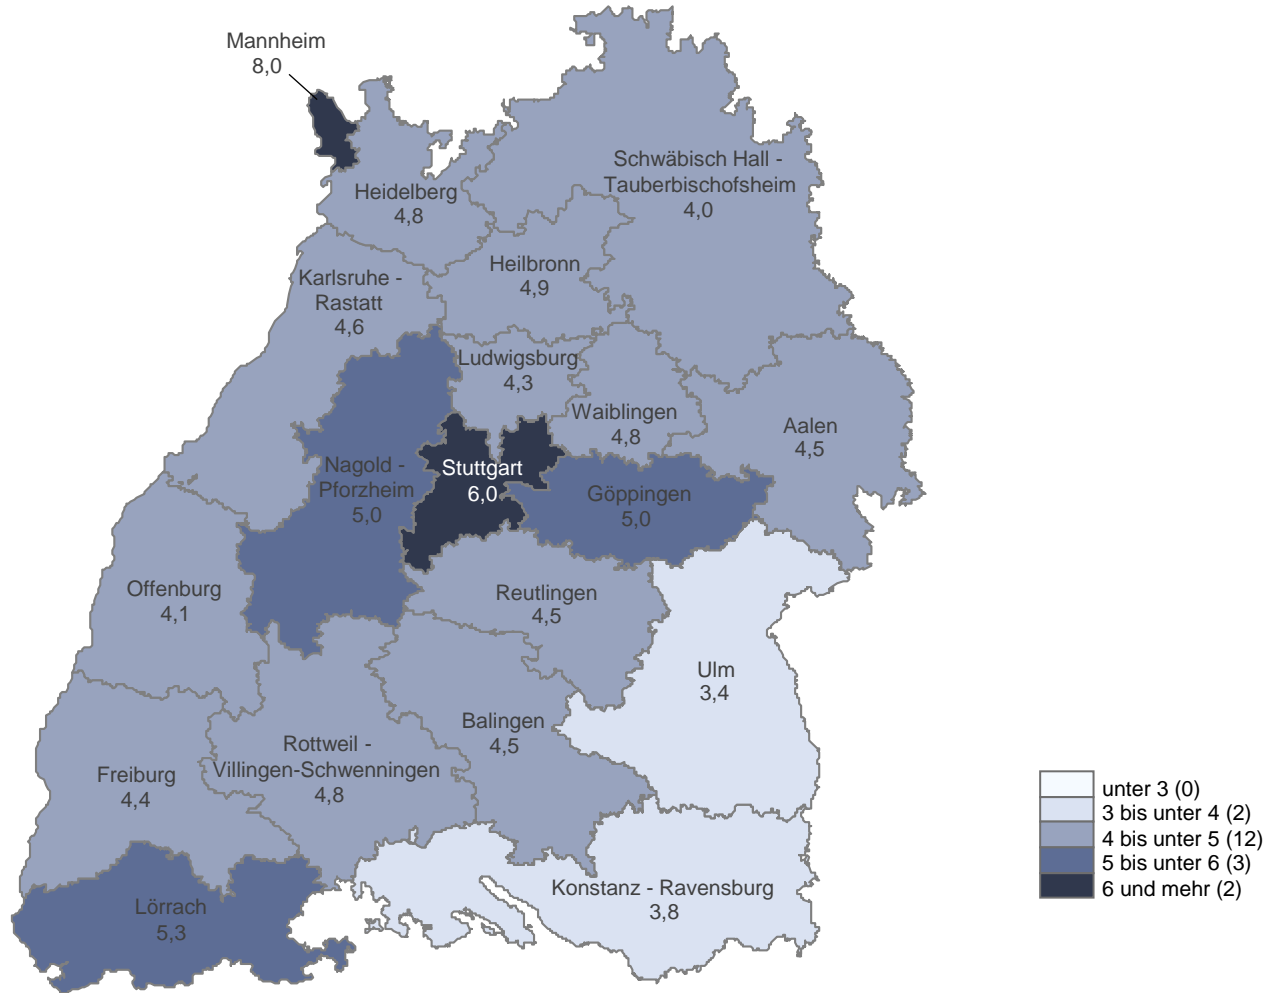 Mannheim
8,0
Schwäbisch Hall -
Tauberbischofsheim
4,0
Heidelberg
4,8
Heilbronn
4,9
Karlsruhe -
Rastatt
4,6
Ludwigsburg
4,3
Waiblingen
4,8
Aalen
4,5
Nagold -
Pforzheim
5,0
Stuttgart
6,0
Göppingen
5,0
Offenburg
4,1
Reutlingen
4,5
Ulm
3,4
Balingen
4,5
Rottweil -
Villingen-Schwenningen
4,8
Freiburg
4,4
Konstanz - Ravensburg
3,8
Lörrach
5,3
unter 3 (0)
3 bis unter 4 (2)
4 bis unter 5 (12)
5 bis unter 6 (3)
6 und mehr (2)